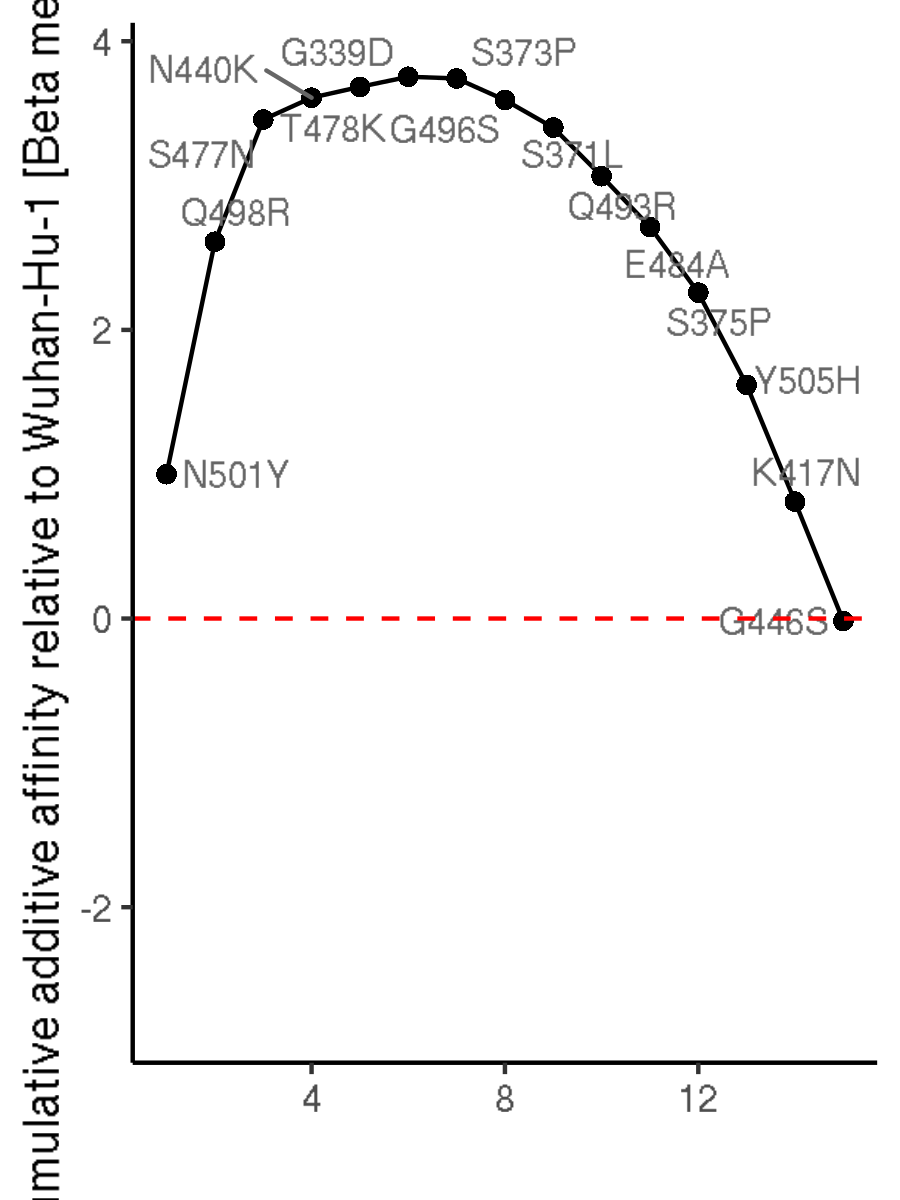 umulative additive affinity relative to Wuhan-Hu-1 [Beta me
4
2
0
-2
N440K
G339D
S373P
S477N
T478K
G496S
S371L
Q498R
Q493R
E484A
S375P
Y505H
N501Y
K417N
G446S
4
8
12